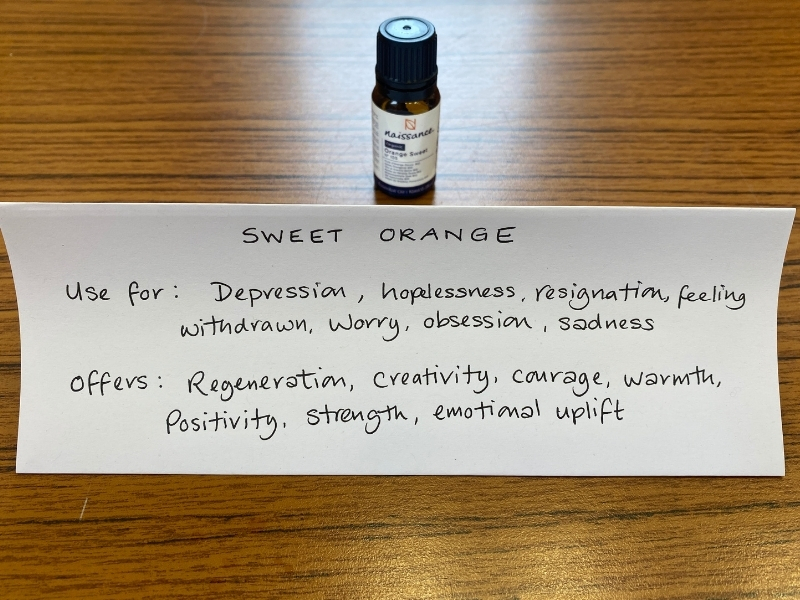 naissance
Orange Sweet
SWEET ORANGE
Use for: Depression, hopelessness, resignation, feeling
withdrawn, worry, obsession, sadness
Offers: Regeneration, Creativity, courage, warmth,
Positivity, strength, emotional uplift